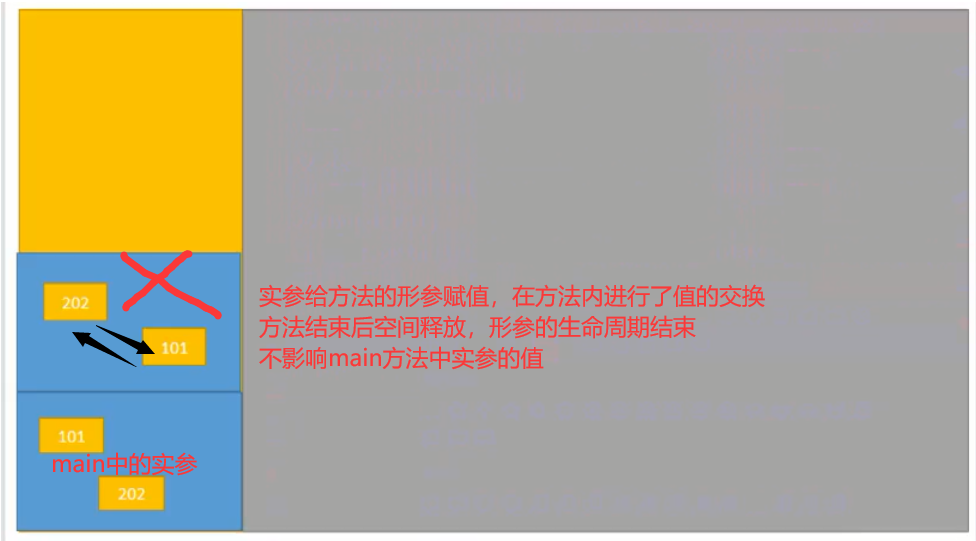 202
101
实参给方法的形参赋值，在方法内进行了值的交换
方法结束后空间释放，形参的生命周期结束
不影响main方法中实参的值
101
main中的实参
202